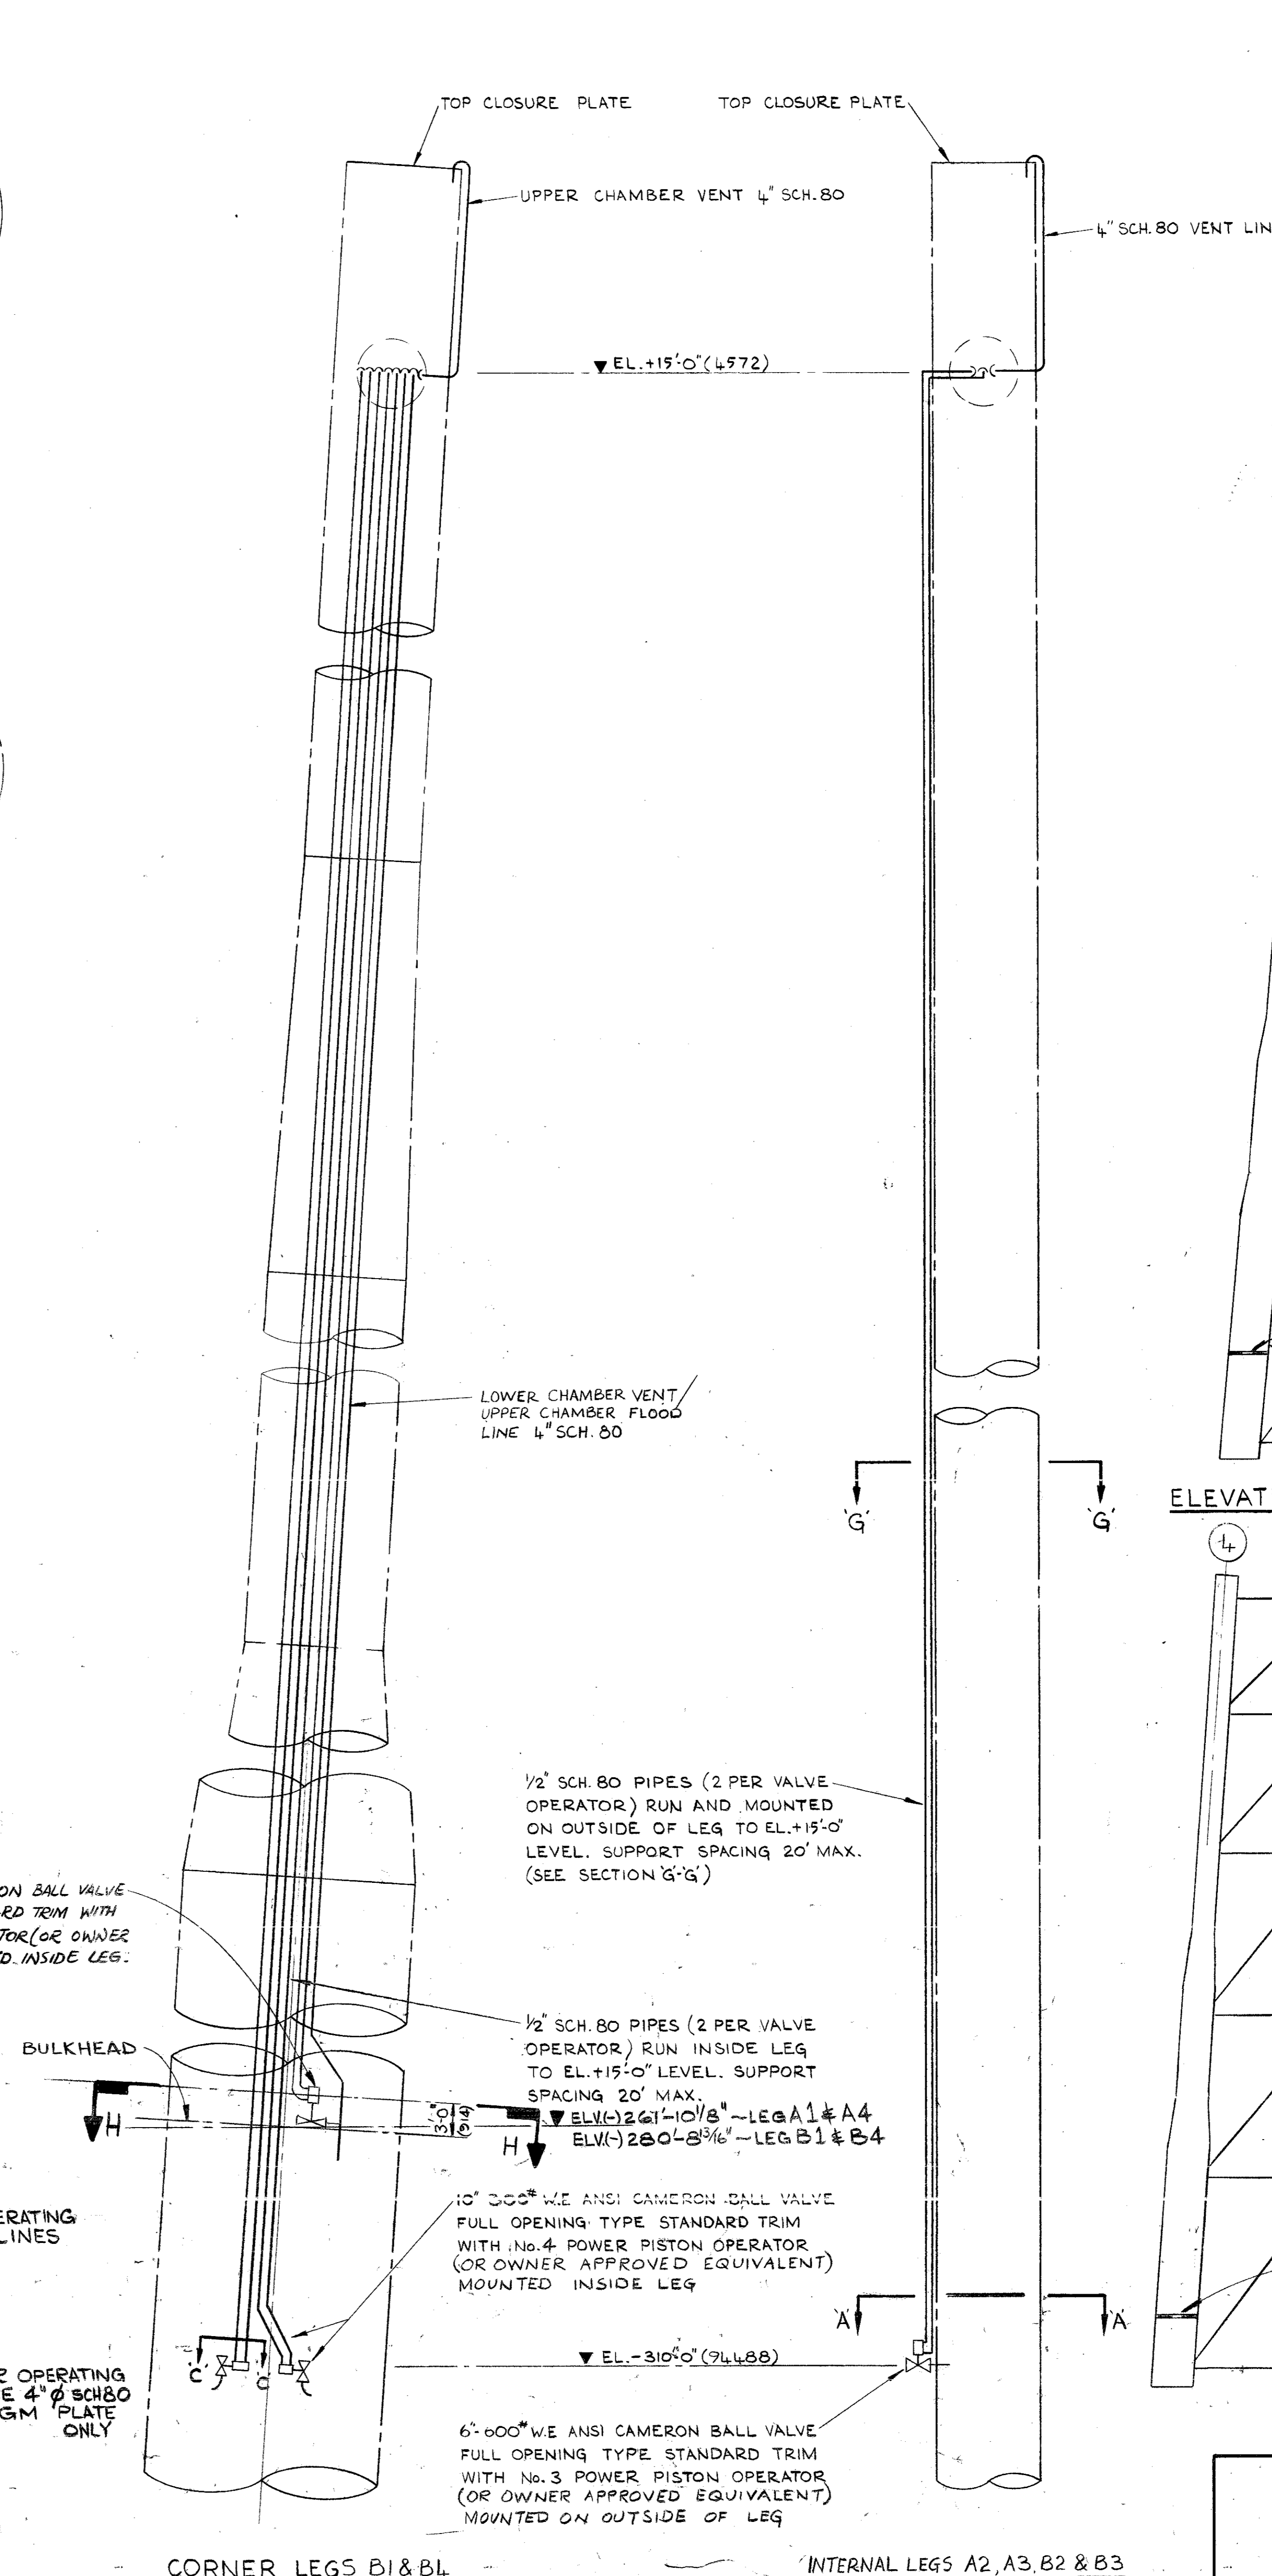 TOP CLOSURE PLATE
TOP CLOSURE PLATE
UPPER CHAMBER VENT 4" SCH.80
4" SCH.80 VENT LIN
EL.+15'-0"(4572)
LOWER CHAMBER VENT/
UPPER CHAMBER FLOOD
LINE 4" SCH.80
'G' 'G'
ELEVAT
4
1/2" SCH.80 PIPES (2 PER VALVE
OPERATOR) RUN AND MOUNTED
ON OUTSIDE OF LEG TO EL.+15'-0"
LEVEL. SUPPORT SPACING 20' MAX.
(SEE SECTION 'G'-'G')
ON BALL VALVE
RD TRIM WITH
TOR (OR OWNER
D. INSIDE LEG.
BULKHEAD
1/2" SCH.80 PIPES (2 PER VALVE
OPERATOR) RUN INSIDE LEG
TO EL.+15'-0" LEVEL. SUPPORT
SPACING 20' MAX.
3'-0"
(914)
H H
ELV.(-)267'-10 1/8" ~ LEG A1 & A4
ELV.(-)280'-8 13/16" ~ LEG B1 & B4
10" 300# W.E ANSI CAMERON BALL VALVE
FULL OPENING TYPE STANDARD TRIM
WITH No.4 POWER PISTON OPERATOR
(OR OWNER APPROVED EQUIVALENT)
MOUNTED INSIDE LEG
ERATING
LINES
'A' 'A'
EL.-310'-0" (94488)
'C' C
R OPERATING
E 4"Ø SCH80
GM PLATE
ONLY
6"-600# W.E ANSI CAMERON BALL VALVE
FULL OPENING TYPE STANDARD TRIM
WITH No.3 POWER PISTON OPERATOR
(OR OWNER APPROVED EQUIVALENT)
MOUNTED ON OUTSIDE OF LEG
CORNER LEGS B1 & B4
INTERNAL LEGS A2, A3, B2 & B3